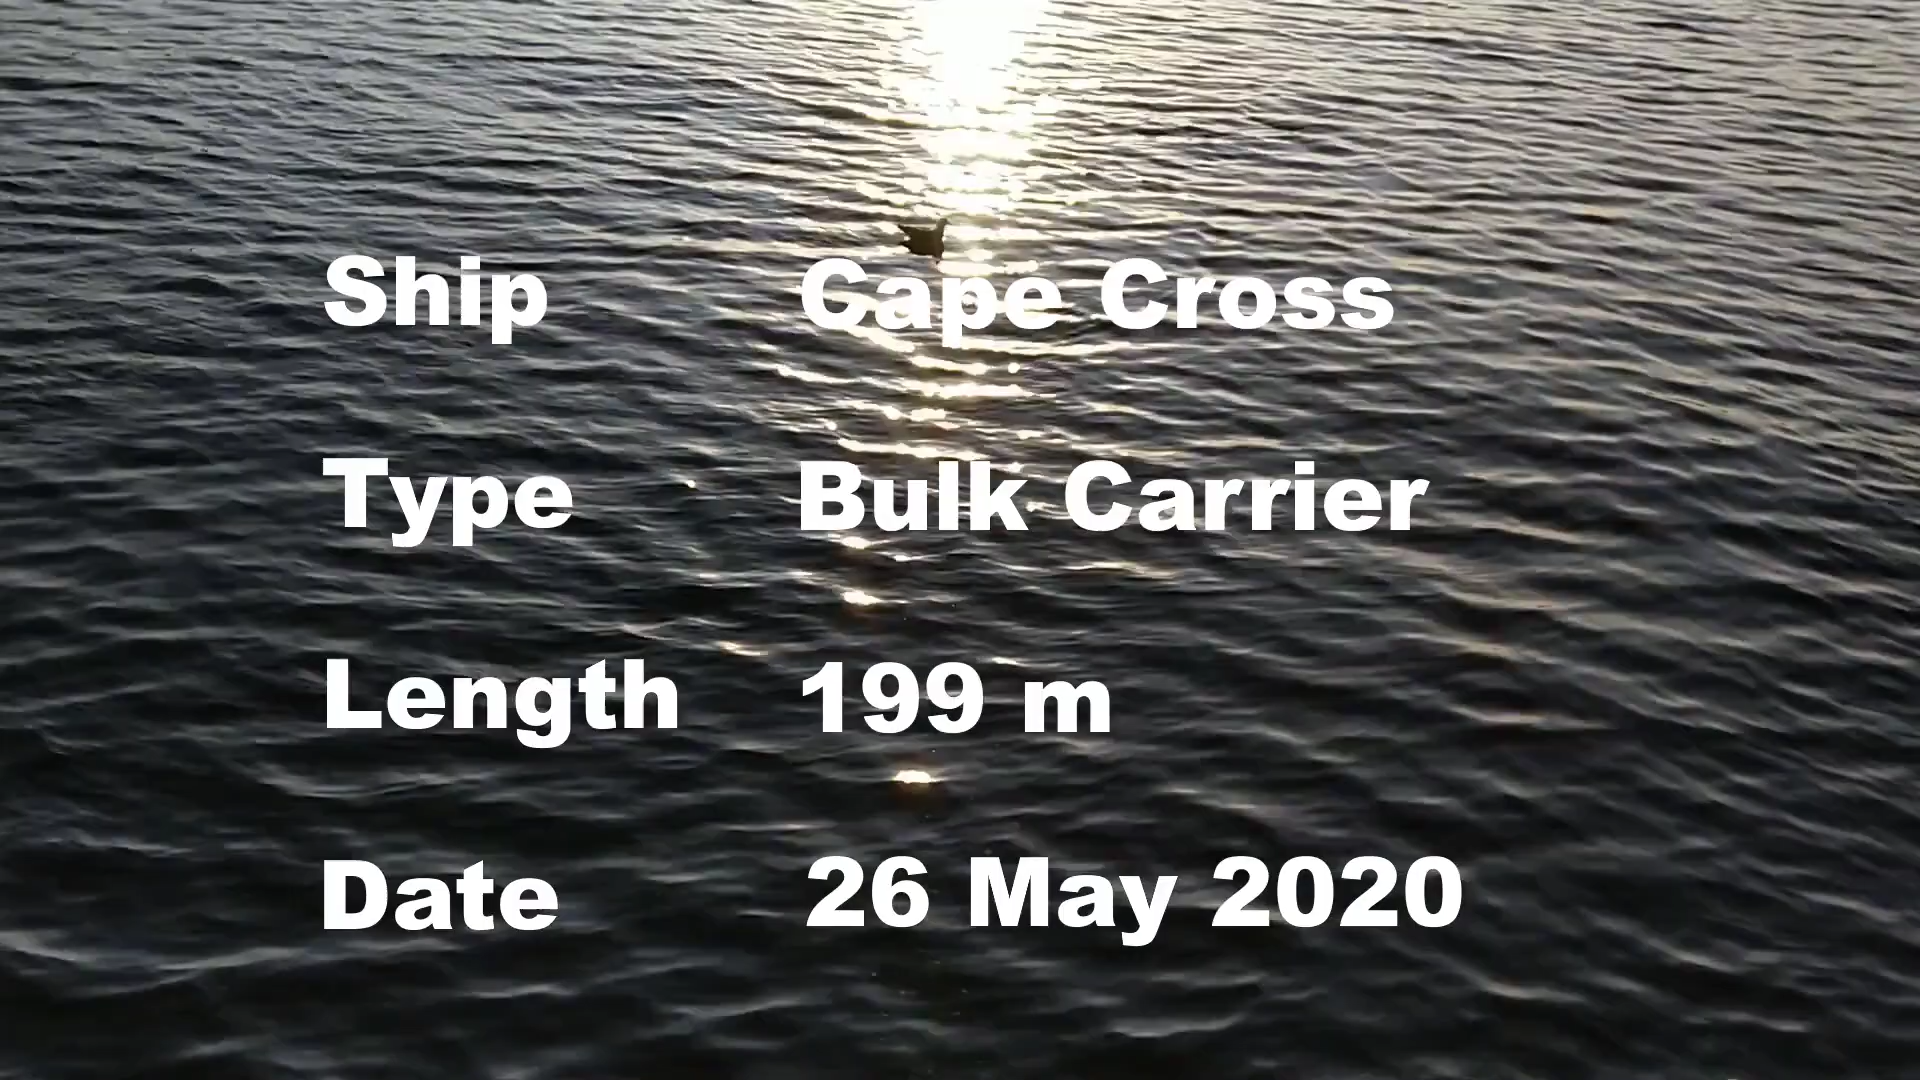 Ship Cape Cross
Type Bulk Carrier
Length 199 m
Date 26 May 2020